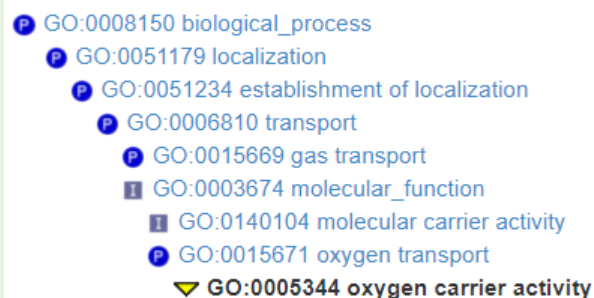 P GO:0008150 biological_process
P GO:0051179 localization
P GO:0051234 establishment of localization
P GO:0006810 transport
P GO:0015669 gas transport
I GO:0003674 molecular_function
I GO:0140104 molecular carrier activity
P GO:0015671 oxygen transport
GO:0005344 oxygen carrier activity